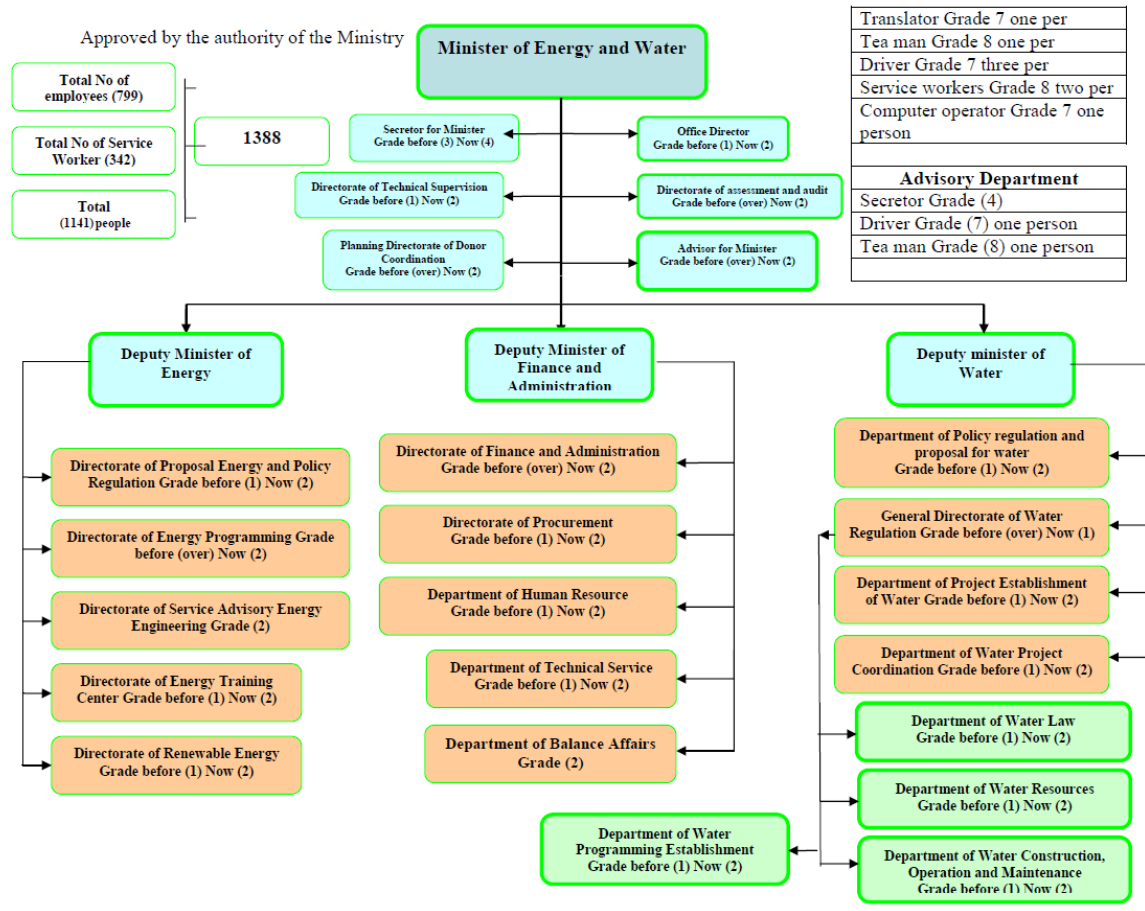 Approved by the authority of the Ministry
Minister of Energy and Water
Translator Grade 7 one per
Tea man Grade 8 one per
Driver Grade 7 three per
Service workers Grade 8 two per
Computer operator Grade 7 one
person
Total No of
employees (799)
Total No of Service
Worker (342)
Total
(1141)people
1388
Secretor for Minister
Grade before (3) Now (4)
Office Director
Grade before (1) Now (2)
Directorate of Technical Supervision
Grade before (1) Now (2)
Directorate of assessment and audit
Grade before (over) Now (2)
Planning Directorate of Donor
Coordination
Grade before (over) Now (2)
Advisor for Minister
Grade before (over) Now (2)
Advisory Department
Secretor Grade (4)
Driver Grade (7) one person
Tea man Grade (8) one person
Deputy Minister of
Energy
Deputy Minister of
Finance and
Administration
Deputy minister of
Water
Directorate of Proposal Energy and Policy
Regulation Grade before (1) Now (2)
Directorate of Energy Programming Grade
before (over) Now (2)
Directorate of Service Advisory Energy
Engineering Grade (2)
Directorate of Energy Training
Center Grade before (1) Now (2)
Directorate of Renewable Energy
Grade before (1) Now (2)
Directorate of Finance and Administration
Grade before (over) Now (2)
Directorate of Procurement
Grade before (1) Now (2)
Department of Human Resource
Grade before (1) Now (2)
Department of Technical Service
Grade before (1) Now (2)
Department of Balance Affairs
Grade (2)
Department of Policy regulation and
proposal for water
Grade before (1) Now (2)
General Directorate of Water
Regulation Grade before (over) Now (1)
Department of Project Establishment
of Water Grade before (1) Now (2)
Department of Water Project
Coordination Grade before (1) Now (2)
Department of Water Law
Grade before (1) Now (2)
Department of Water Resources
Grade before (1) Now (2)
Department of Water
Programming Establishment
Grade before (1) Now (2)
Department of Water Construction,
Operation and Maintenance
Grade before (1) Now (2)